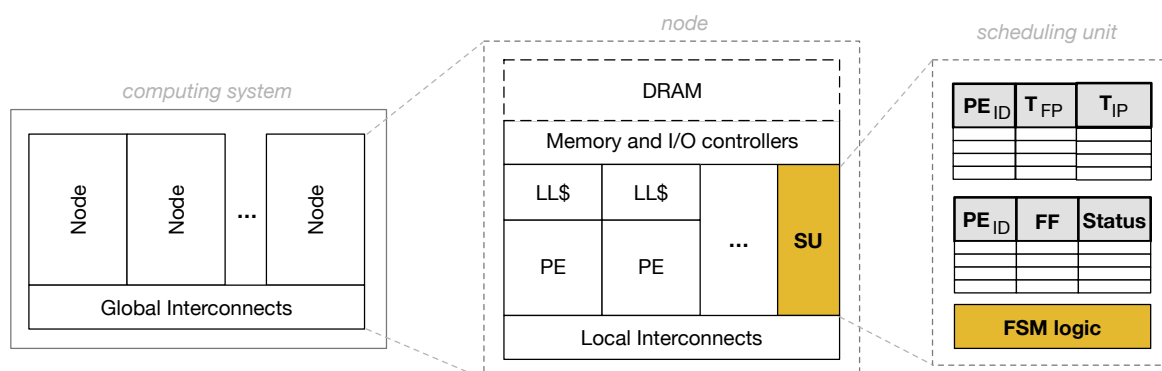 computing system
Node
Node
...
Node
Global Interconnects
node
DRAM
Memory and I/O controllers
LL$
LL$
PE
PE
...
SU
Local Interconnects
scheduling unit
PE ID T FP T IP
PE ID FF Status
FSM logic